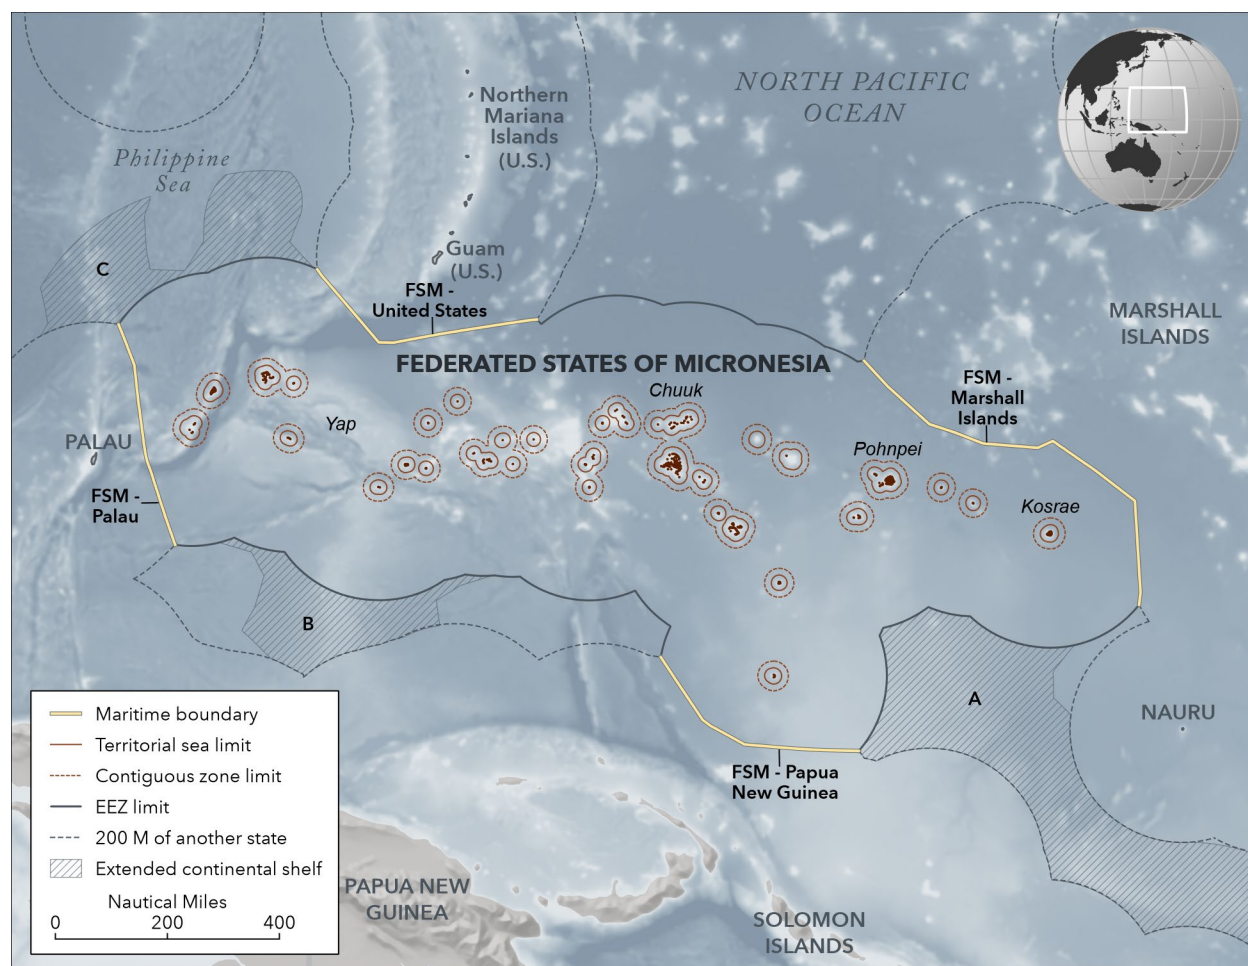 NORTH PACIFIC
OCEAN
Northern
Mariana
Islands
(U.S.)
Philippine
Sea
Guam
(U.S.)
C
FSM -
United States
MARSHALL
ISLANDS
FEDERATED STATES OF MICRONESIA
FSM -
Marshall
Islands
Chuuk
Yap
PALAU
Pohnpei
FSM -
Palau
Kosrae
B
A
NAURU
FSM - Papua
New Guinea
Maritime boundary
Territorial sea limit
Contiguous zone limit
EEZ limit
200 M of another state
Extended continental shelf
Nautical Miles
0 200 400
PAPUA NEW
GUINEA
SOLOMON
ISLANDS